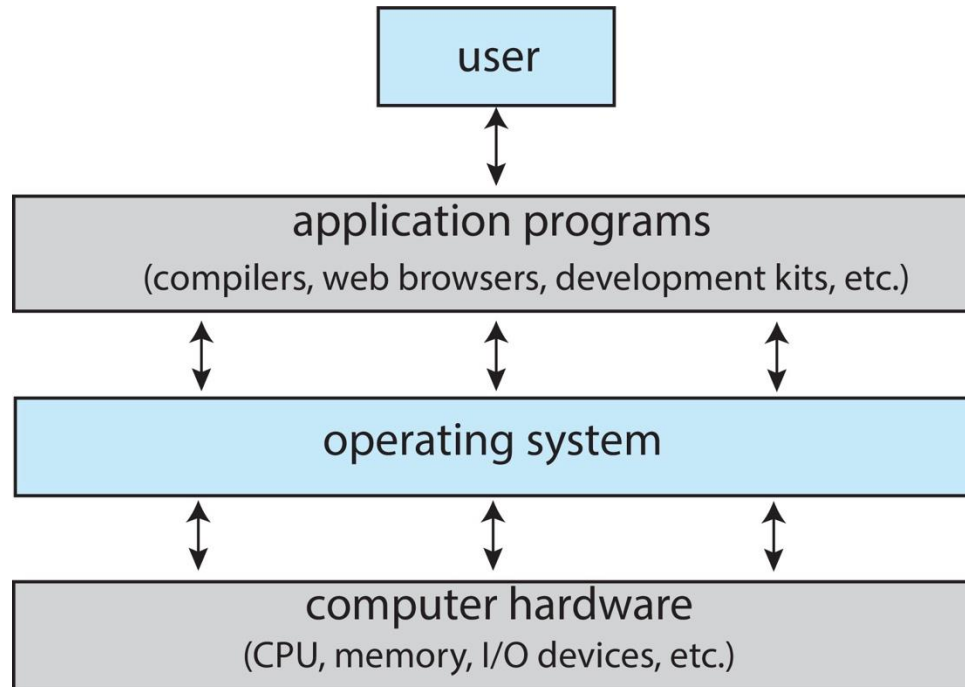 user
application programs
(compilers, web browsers, development kits, etc.)
operating system
computer hardware
(CPU, memory, I/O devices, etc.)